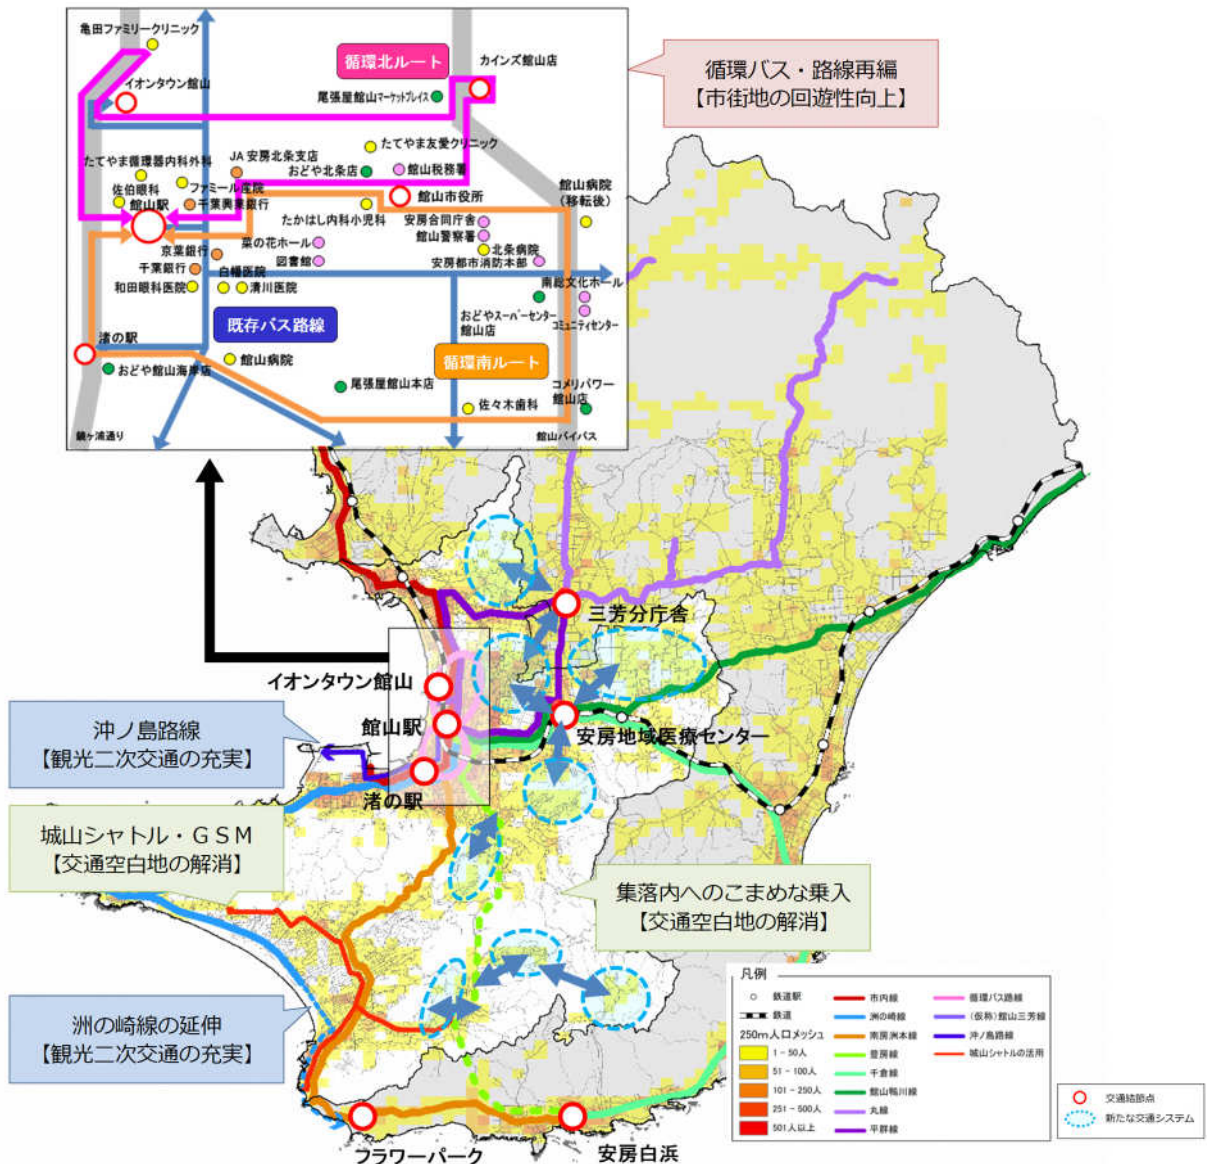 亀田ファミリークリニック
イオンタウン館山
循環北ルート
カインズ館山店
尾張屋館山マーケットプレイス
たてやま友愛クリニック
たてやま循環器内科外科
JA安房北条支店
おどや北条店
館山税務署
佐伯眼科
ファミール産院
館山駅
千葉興業銀行
館山市役所
館山病院
(移転後)
たかはし内科小児科
安房合同庁舎
館山警察署
菜の花ホール
北条病院
京葉銀行
図書館
安房都市消防本部
千葉銀行
白幡医院
和田眼科医院
清川医院
南総文化ホール
おどやスーパーセンター
館山店
コミュニティセンター
既存バス路線
渚の駅
館山病院
循環南ルート
おどや館山海岸店
尾張屋館山本店
コメリパワー
館山店
佐々木歯科
鏡ヶ浦通り
館山バイパス
循環バス・路線再編
【市街地の回遊性向上】
三芳分庁舎
イオンタウン館山
館山駅
安房地域医療センター
渚の駅
沖ノ島路線
【観光二次交通の充実】
城山シャトル・GSM
【交通空白地の解消】
集落内へのこまめな乗入
【交通空白地の解消】
洲の崎線の延伸
【観光二次交通の充実】
フラワーパーク
安房白浜
凡例
鉄道駅
鉄道
250m人口メッシュ
1-50人
51-100人
101-250人
251-500人
501人以上
市内線
洲の崎線
南房洲本線
豊房線
千倉線
館山鴨川線
丸線
平群線
循環バス路線
(仮称)館山三芳線
沖ノ島路線
城山シャトルの活用
交通結節点
新たな交通システム